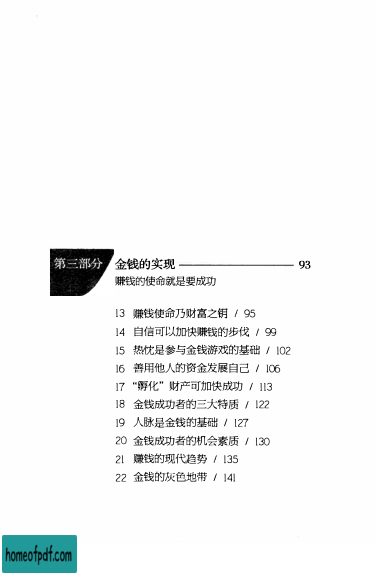 第三部分 金钱的实现 93
赚钱的使命就是要成功
13 赚钱使命乃财富之钥 / 95
14 自信可以加快赚钱的步伐 / 99
15 热忱是参与金钱游戏的基础 / 102
16 善用他人的资金发展自己 / 106
17 “孵化”财产可加快成功 / 113
18 金钱成功者的三大特质 / 122
19 人脉是金钱的基础 / 127
20 金钱成功者的机会素质 / 130
21 赚钱的现代趋势 / 135
22 金钱的灰色地带 / 141
homeofpdf.com